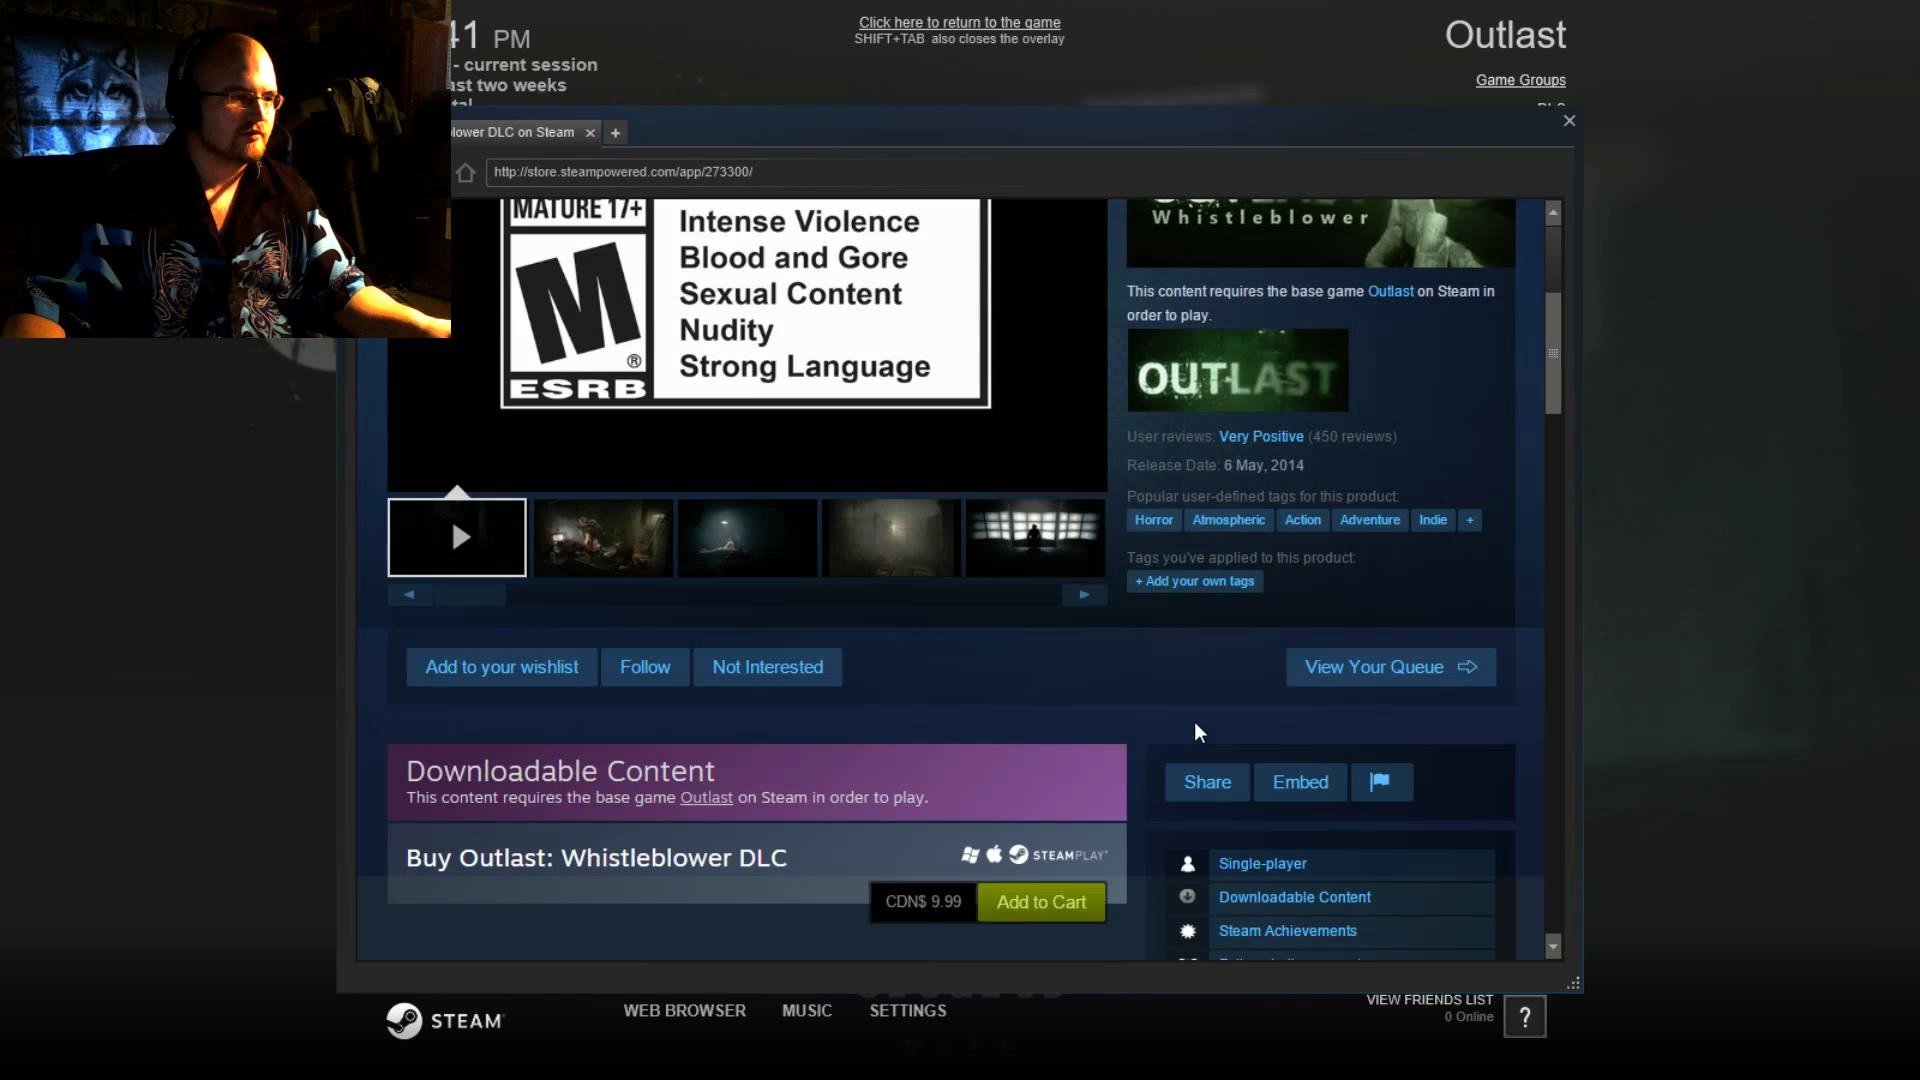 41 PM
- current session
ast two weeks
Click here to return to the game
SHIFT+TAB also closes the overlay
Outlast
Game Groups
lower DLC on Steam
http://store.steampowered.com/app/273300/
MATURE 17+
M
®
ESRB
Intense Violence
Blood and Gore
Sexual Content
Nudity
Strong Language
Whistleblower
This content requires the base game Outlast on Steam in
order to play.
OUTLAST
User reviews: Very Positive (450 reviews)
Release Date: 6 May, 2014
Popular user-defined tags for this product:
Horror Atmospheric Action Adventure Indie +
Tags you've applied to this product:
+ Add your own tags
Add to your wishlist Follow Not Interested View Your Queue
Downloadable Content
This content requires the base game Outlast on Steam in order to play.
Buy Outlast: Whistleblower DLC
STEAMPLAY
CDN$ 9.99 Add to Cart
Share Embed
Single-player
Downloadable Content
Steam Achievements
STEAM
WEB BROWSER MUSIC SETTINGS
VIEW FRIENDS LIST
0 Online
?